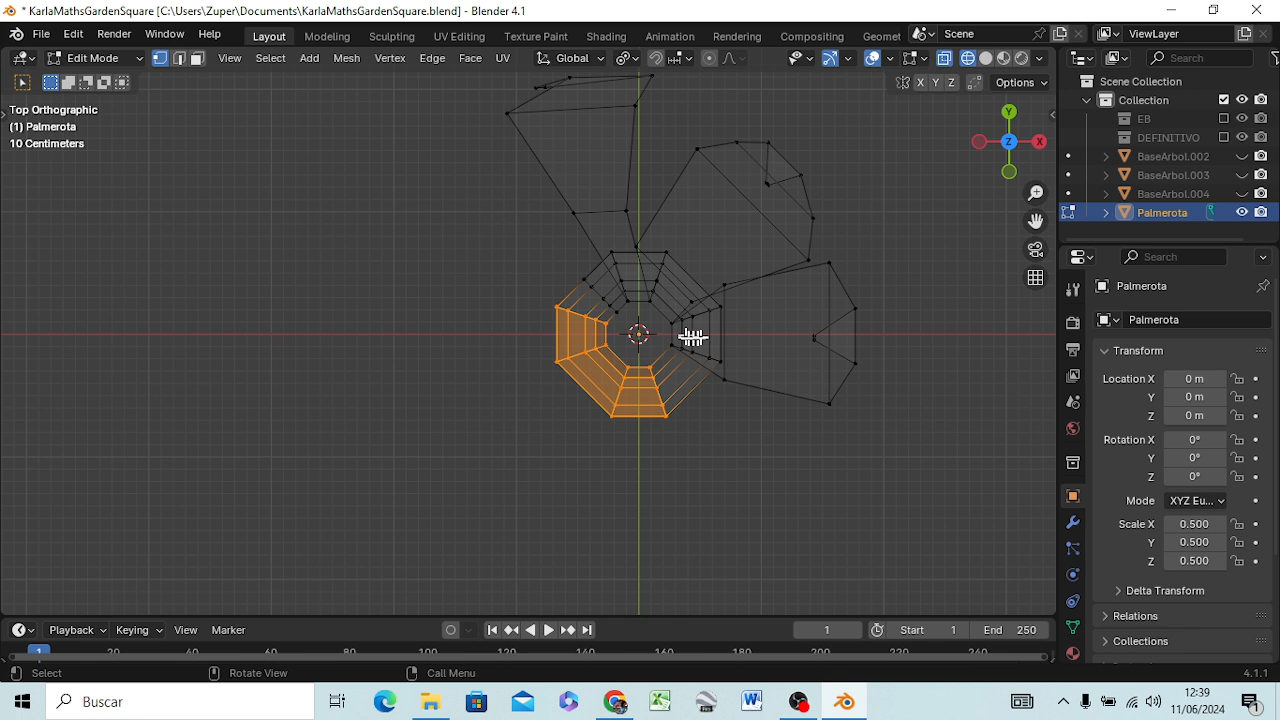 * KarlaMathsGardenSquare [C:\Users\Zuper\Documents\KarlaMathsGardenSquare.blend] - Blender 4.1
File Edit Render Window Help Layout Modeling Sculpting UV Editing Texture Paint Shading Animation Rendering Compositing Geomet Scene ViewLayer
Edit Mode View Select Add Mesh Vertex Edge Face UV Global Search
X Y Z Options
Scene Collection
Collection
EB
DEFINITIVO
BaseArbol.002
BaseArbol.003
BaseArbol.004
Palmerota
Top Orthographic
(1) Palmerota
10 Centimeters
Y
Z
X
Search
Palmerota
Palmerota
Transform
Location X 0 m
Y 0 m
Z 0 m
Rotation X 0°
Y 0°
Z 0°
Mode XYZ Eu...
Scale X 0.500
Y 0.500
Z 0.500
Delta Transform
Relations
Collections
Playback Keying View Marker 1 Start 1 End 250
1 20 40 60 80 100 120 140 160 180 200 220 240
Select Rotate View Call Menu 4.1.1
Buscar
12:39
11/06/2024
1